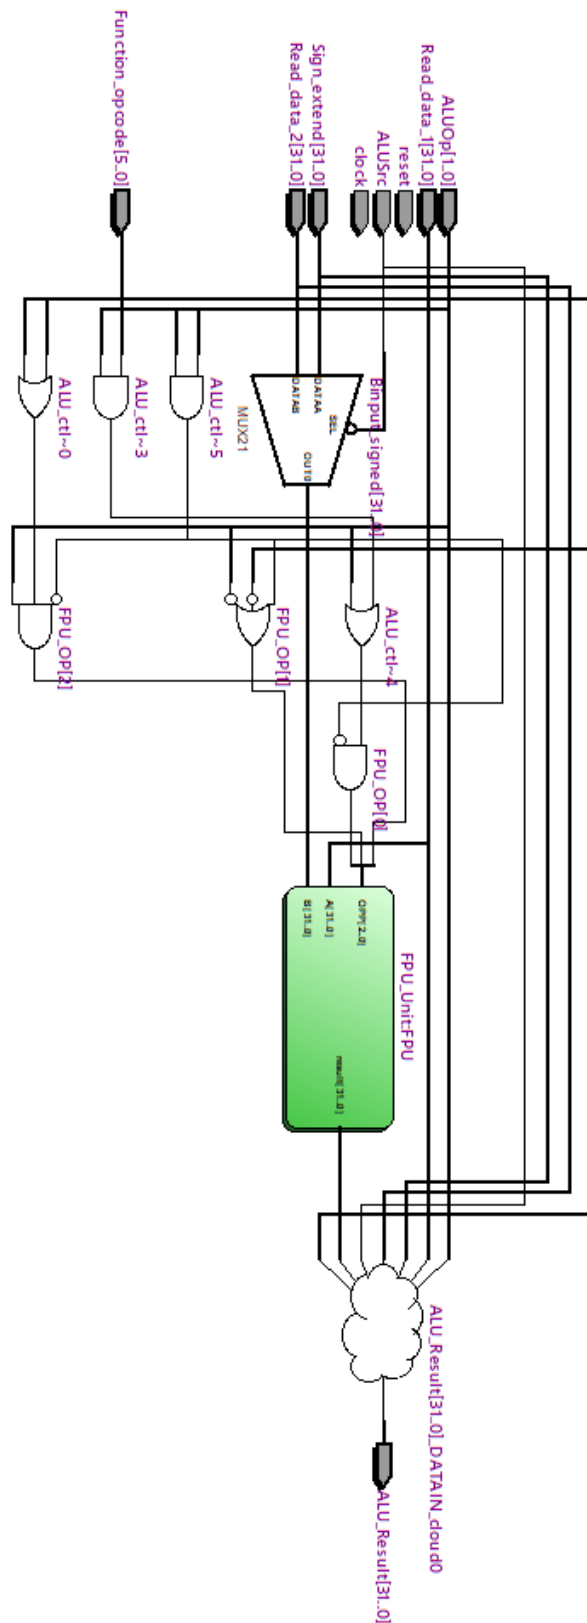 ALUOp[1..0]
Read_data_1[31..0]
reset
ALUSrc
clock
Sign_extend[31..0]
Read_data_2[31..0]
Function_opcode[5..0]
ALU_ctl~5
ALU_ctl~3
ALU_ctl~0
Binput_signed[31..0]
SEL
DATAA
DATAB
OUT0
MUX21
ALU_ctl~4
FPU_OP[1]
FPU_OP[2]
FPU_OP[0]
FPU_Unit:FPU
OPP[2..0]
A[31..0]
B[31..0]
result[31..0]
ALU_Result[31..0]_DATAIN_cloud0
ALU_Result[31..0]